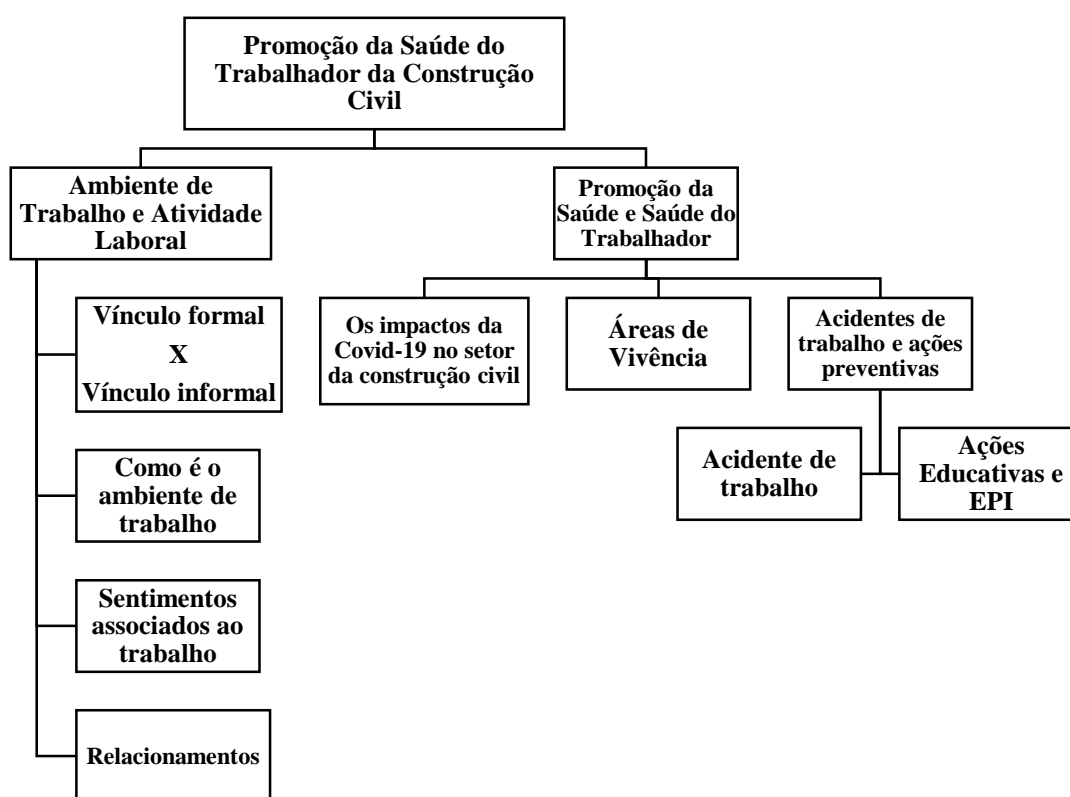 Promoção da Saúde do
Trabalhador da Construção
Civil
Ambiente de
Trabalho e Atividade
Laboral
Vínculo formal
X
Vínculo informal
Como é o
ambiente de
trabalho
Sentimentos
associados ao
trabalho
Relacionamentos
Promoção da
Saúde e Saúde do
Trabalhador
Os impactos da
Covid-19 no setor
da construção civil
Áreas de
Vivência
Acidentes de
trabalho e ações
preventivas
Acidente de
trabalho
Ações
Educativas e
EPI